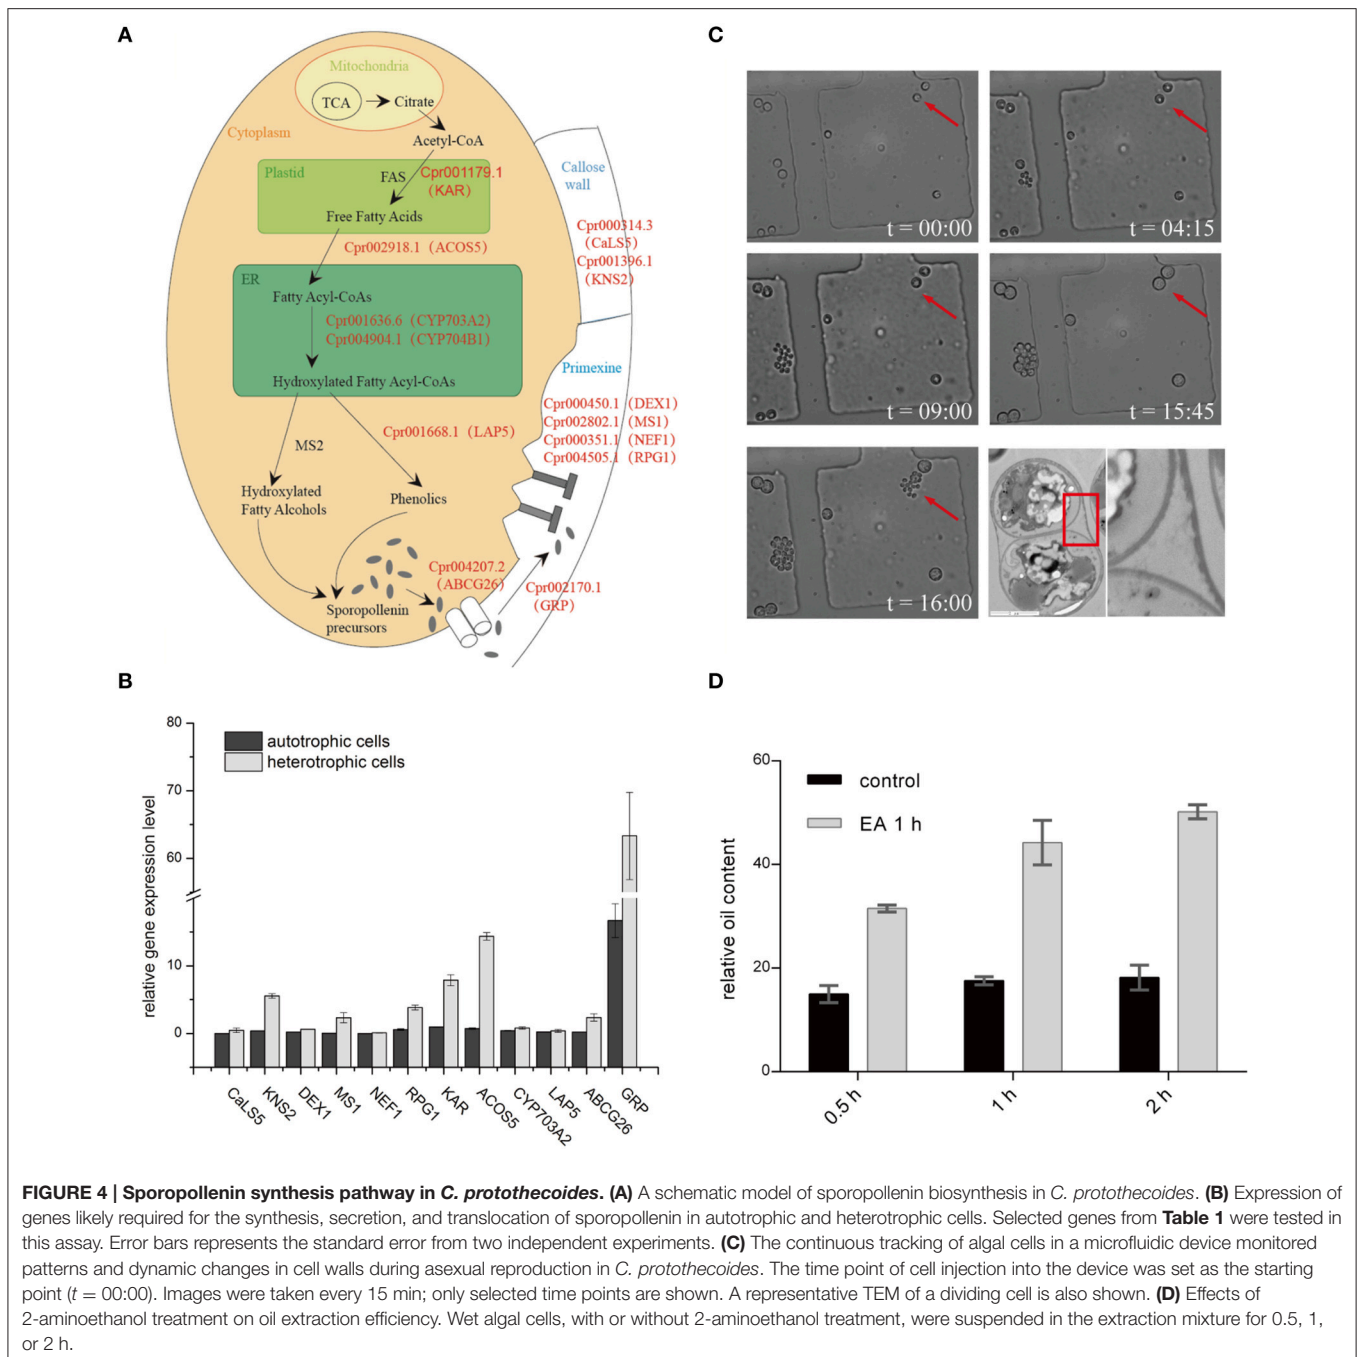 A
Mitochondria
TCA
Citrate
Cytoplasm
Acetyl-CoA
Plastid
FAS
Cpr001179.1
(KAR)
Free Fatty Acids
Cpr002918.1 (ACOS5)
ER
Fatty Acyl-CoAs
Cpr001636.6 (CYP703A2)
Cpr004904.1 (CYP704B1)
Hydroxylated Fatty Acyl-CoAs
Cpr001668.1 (LAP5)
MS2
Hydroxylated
Fatty Alcohols
Phenolics
Sporopollenin
precursors
Cpr004207.2
(ABCG26)
Cpr002170.1
(GRP)
Callose
wall
Cpr000314.3
(CaLS5)
Cpr001396.1
(KNS2)
Primexine
Cpr000450.1 (DEX1)
Cpr002802.1 (MS1)
Cpr000351.1 (NEF1)
Cpr004505.1 (RPG1)
C
t = 00:00
t = 04:15
t = 09:00
t = 15:45
t = 16:00
B
relative gene expression level
80
70
60
10
0
autotrophic cells
heterotrophic cells
CaLS5
KNS2
DEX1
MS1
NEF1
RPG1
KAR
ACOS5
CYP703A2
LAP5
ABCG26
GRP
D
relative oil content
60
40
20
0
control
EA 1 h
0.5 h
1 h
2 h
FIGURE 4 | Sporopollenin synthesis pathway in C. protothecoides. (A) A schematic model of sporopollenin biosynthesis in C. protothecoides. (B) Expression of
genes likely required for the synthesis, secretion, and translocation of sporopollenin in autotrophic and heterotrophic cells. Selected genes from Table 1 were tested in
this assay. Error bars represents the standard error from two independent experiments. (C) The continuous tracking of algal cells in a microfluidic device monitored
patterns and dynamic changes in cell walls during asexual reproduction in C. protothecoides. The time point of cell injection into the device was set as the starting
point (t = 00:00). Images were taken every 15 min; only selected time points are shown. A representative TEM of a dividing cell is also shown. (D) Effects of
2-aminoethanol treatment on oil extraction efficiency. Wet algal cells, with or without 2-aminoethanol treatment, were suspended in the extraction mixture for 0.5, 1,
or 2 h.